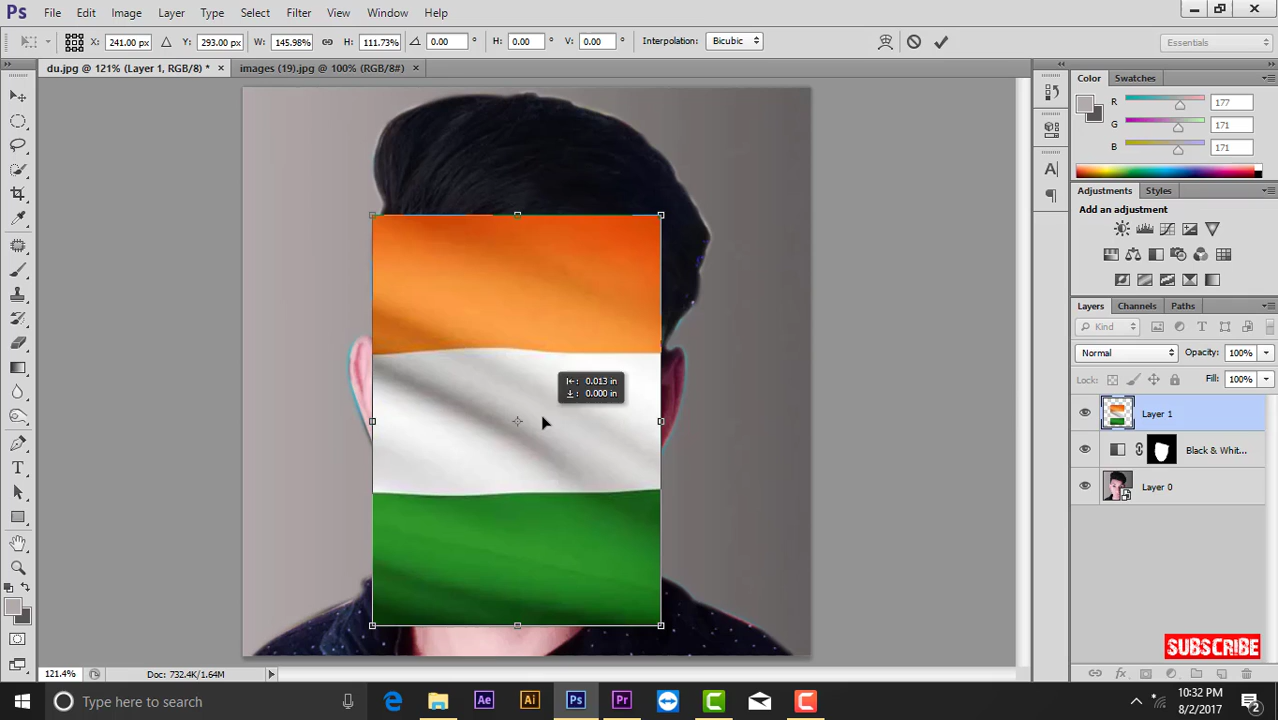 Ps File Edit Image Layer Type Select Filter View Window Help
X: 241.00 px Y: 293.00 px W: 145.98% H: 111.73% 0.00 ° H: 0.00 ° V: 0.00 ° Interpolation: Bicubic Essentials
du.jpg @ 121% (Layer 1, RGB/8) * × images (19).jpg @ 100% (RGB/8#) ×
Color Swatches
R 177
G 171
B 171
Adjustments Styles
Add an adjustment
Layers Channels Paths
Kind
Normal Opacity: 100%
Lock: Fill: 100%
Layer 1
Black & Whit...
Layer 0
0.013 in
0.000 in
SUBSCRIBE
121.4% Doc: 732.4K/1.64M
Type here to search
Ae Ai Ps Pr
10:32 PM
8/2/2017
2